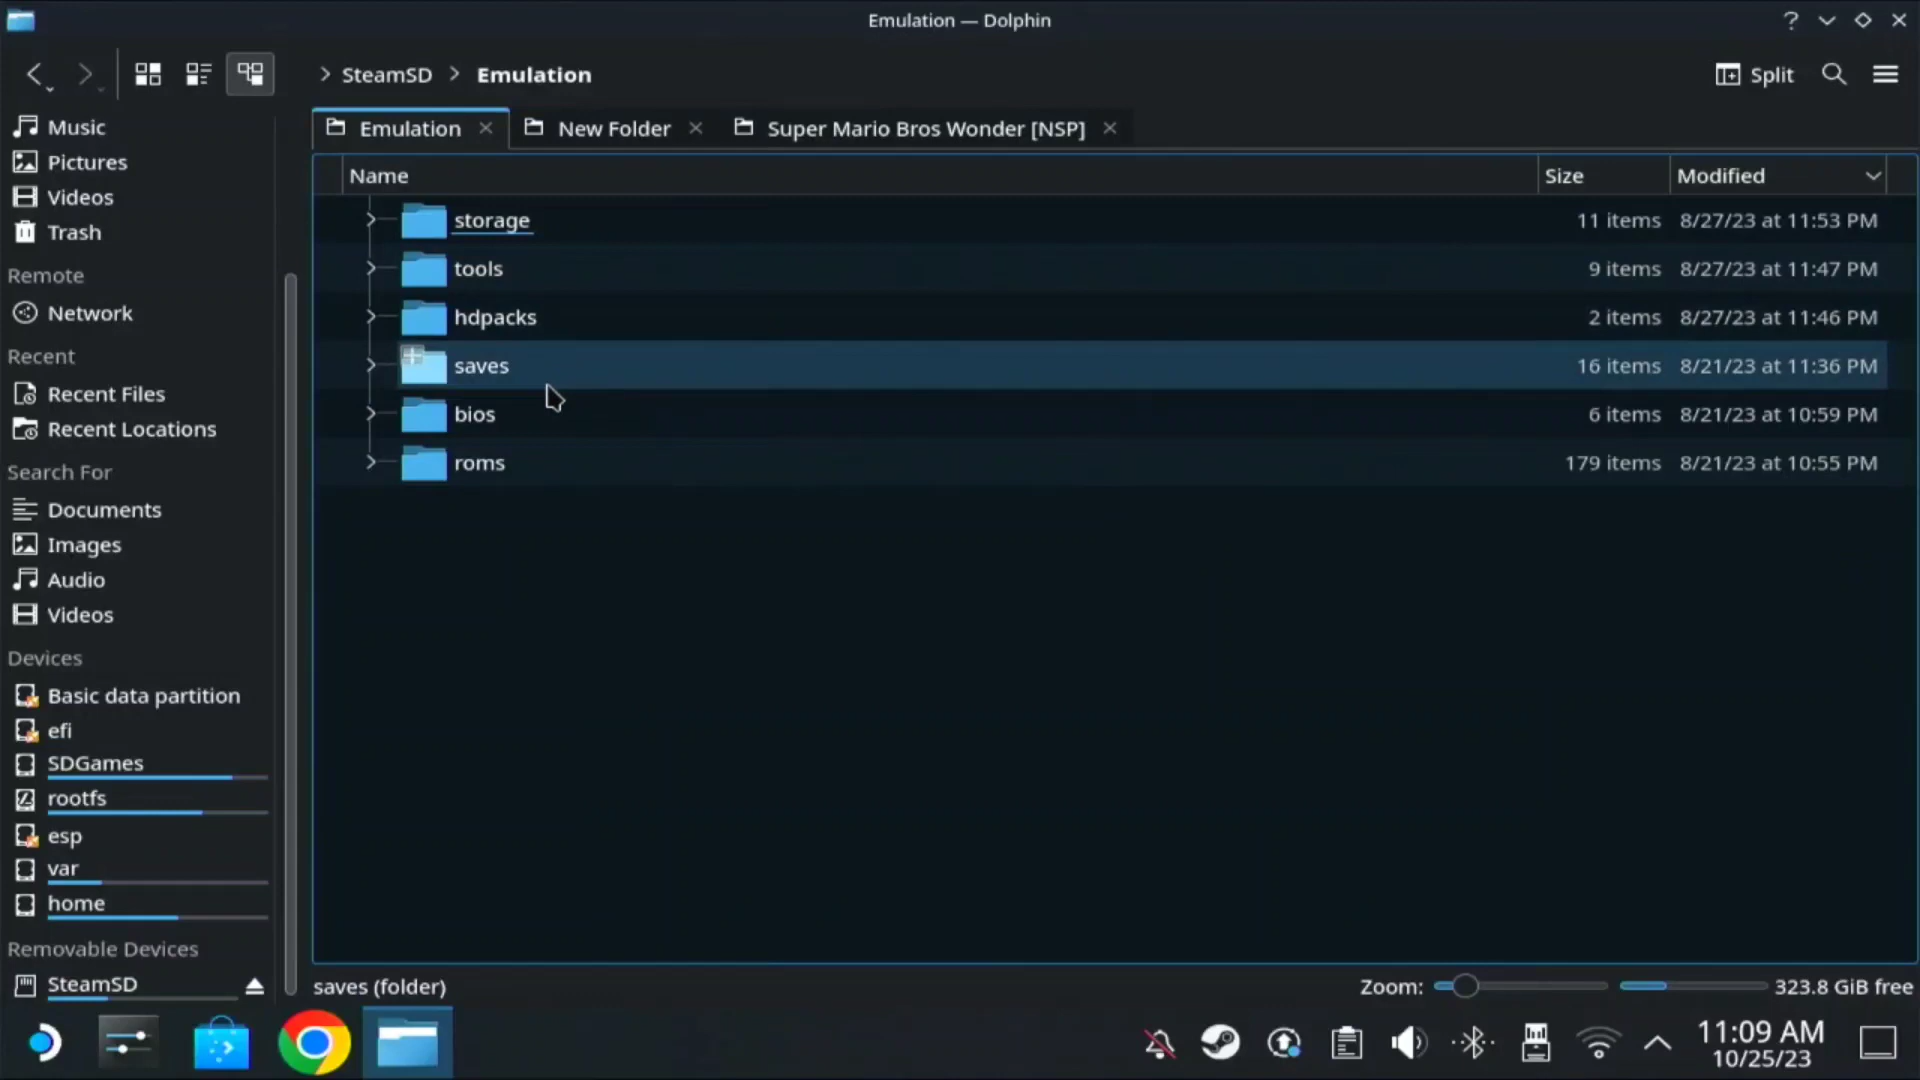 Emulation — Dolphin
SteamSD
Emulation
Split
Emulation
New Folder
Super Mario Bros Wonder [NSP]
Name
Size
Modified
storage
11 items
8/27/23 at 11:53 PM
tools
9 items
8/27/23 at 11:47 PM
hdpacks
2 items
8/27/23 at 11:46 PM
saves
16 items
8/21/23 at 11:36 PM
bios
6 items
8/21/23 at 10:59 PM
roms
179 items
8/21/23 at 10:55 PM
Music
Pictures
Videos
Trash
Remote
Network
Recent
Recent Files
Recent Locations
Search For
Documents
Images
Audio
Videos
Devices
Basic data partition
efi
SDGames
rootfs
esp
var
home
Removable Devices
SteamSD
saves (folder)
Zoom:
323.8 GiB free
11:09 AM
10/25/23